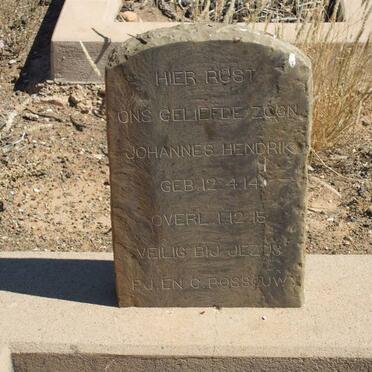 HIER RUST
ONS GELIEFDE ZOON
JOHANNES HENDRIK
GEB. 12.4.14
OVERL. 1.12.15
VEILIG BIJ JEZUS
P.J. EN C. POSSOUW